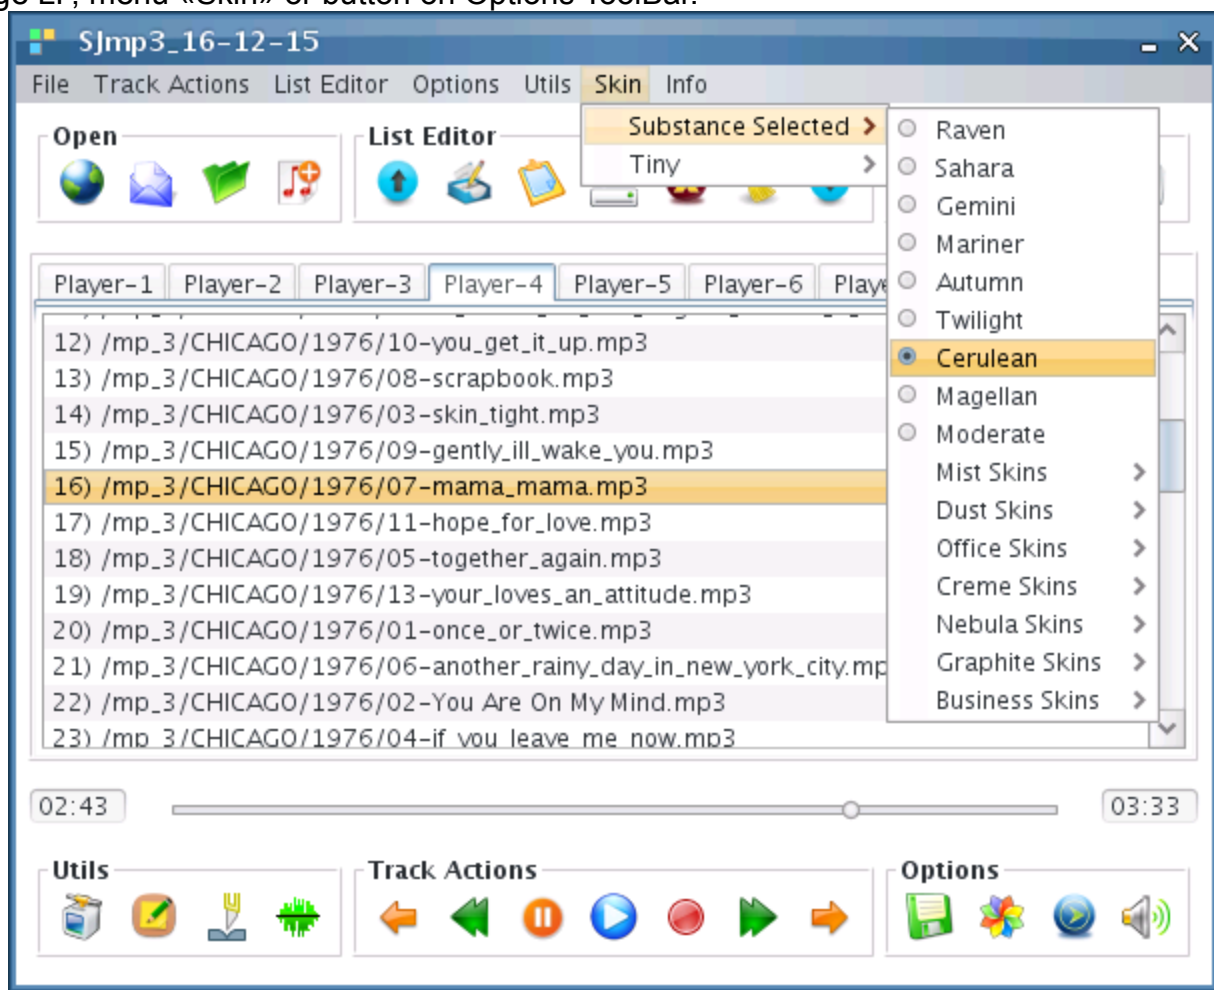 menu «Skin» or button on Options ToolBar.
SJmp3_16-12-15
File Track Actions List Editor Options Utils Skin Info
Substance Selected
Tiny
Open
List Editor
Raven
Sahara
Gemini
Mariner
Autumn
Twilight
Cerulean
Magellan
Moderate
Mist Skins
Dust Skins
Office Skins
Creme Skins
Nebula Skins
Graphite Skins
Business Skins
Player-1 Player-2 Player-3 Player-4 Player-5 Player-6
12) /mp_3/CHICAGO/1976/10-you_get_it_up.mp3
13) /mp_3/CHICAGO/1976/08-scrapbook.mp3
14) /mp_3/CHICAGO/1976/03-skin_tight.mp3
15) /mp_3/CHICAGO/1976/09-gently_ill_wake_you.mp3
16) /mp_3/CHICAGO/1976/07-mama_mama.mp3
17) /mp_3/CHICAGO/1976/11-hope_for_love.mp3
18) /mp_3/CHICAGO/1976/05-together_again.mp3
19) /mp_3/CHICAGO/1976/13-your_loves_an_attitude.mp3
20) /mp_3/CHICAGO/1976/01-once_or_twice.mp3
21) /mp_3/CHICAGO/1976/06-another_rainy_day_in_new_york_city.mp
22) /mp_3/CHICAGO/1976/02-You Are On My Mind.mp3
23) /mp_3/CHICAGO/1976/04-if_you_leave_me_now.mp3
02:43
03:33
Utils
Track Actions
Options